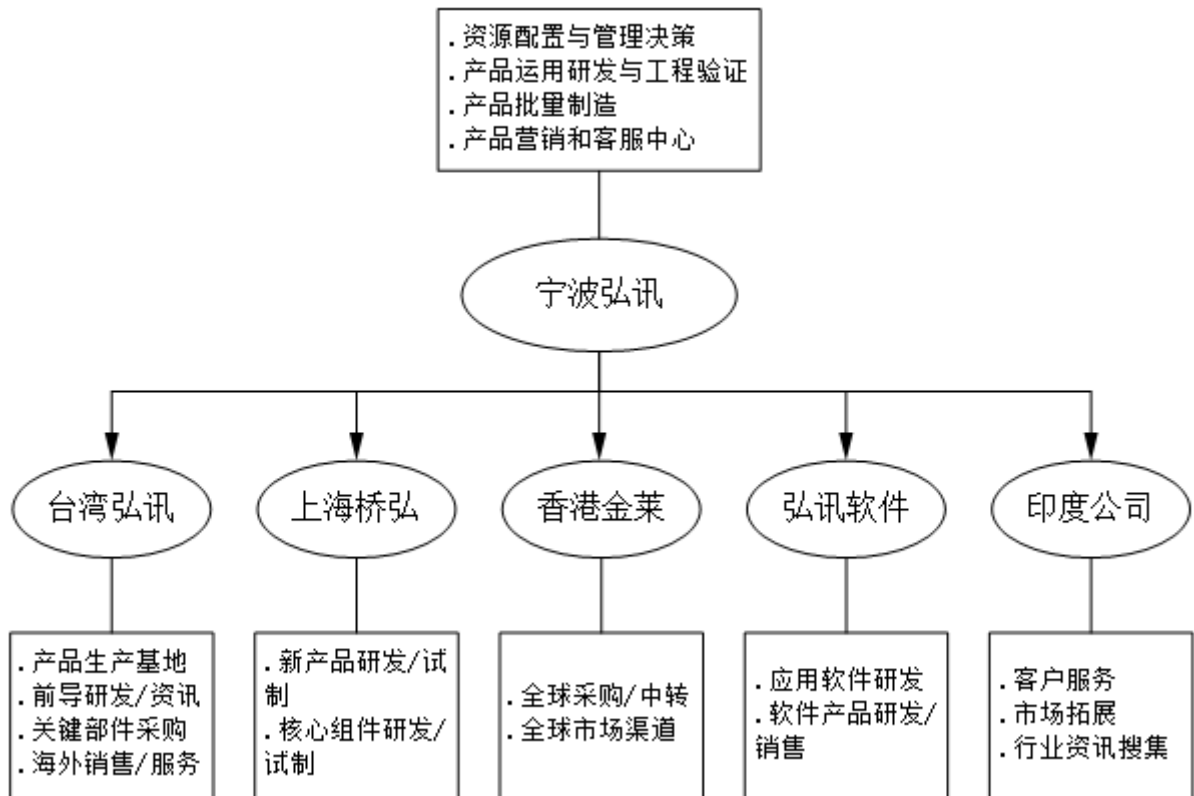 .资源配置与管理决策
.产品运用研发与工程验证
.产品批量制造
.产品营销和客服中心
宁波弘讯
台湾弘讯
上海桥弘
香港金莱
弘讯软件
印度公司
.产品生产基地
.前导研发/资讯
.关键部件采购
.海外销售/服务
.新产品研发/试
制
.核心组件研发/
试制
.全球采购/中转
.全球市场渠道
.应用软件研发
.软件产品研发/
销售
.客户服务
.市场拓展
.行业资讯搜集